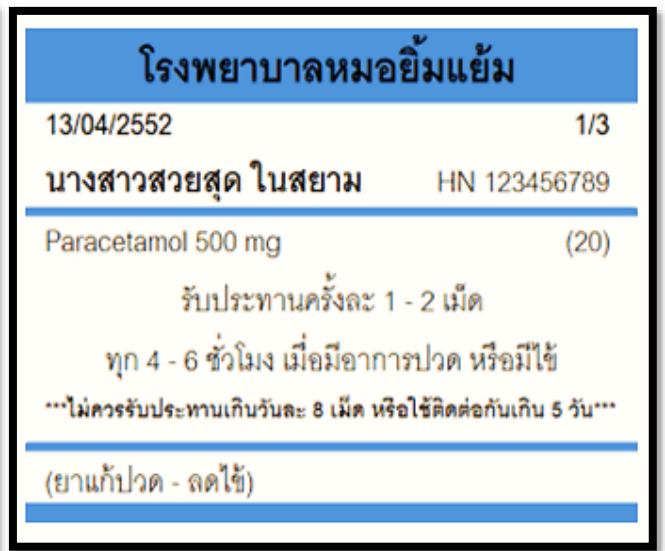 โรงพยาบาลหมอยิ้มแย้ม
13/04/2552 1/3
นางสาวสวยสุด ในสยาม HN 123456789
Paracetamol 500 mg (20)
รับประทานครั้งละ 1 - 2 เม็ด
ทุก 4 - 6 ชั่วโมง เมื่อมีอาการปวด หรือมีไข้
***ไม่ควรรับประทานเกินวันละ 8 เม็ด หรือใช้ติดต่อกันเกิน 5 วัน***
(ยาแก้ปวด - ลดไข้)